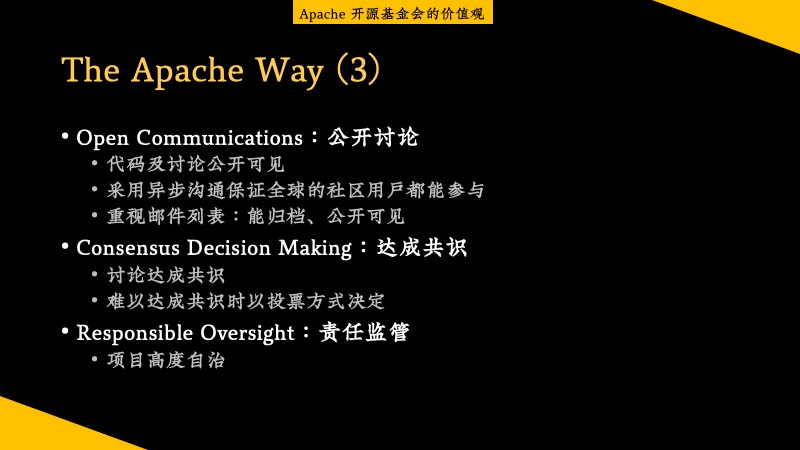 Apache 开源基金会的价值观
The Apache Way (3)
• Open Communications：公开讨论
• 代码及讨论公开可见
• 采用异步沟通保证全球的社区用户都能参与
• 重视邮件列表：能归档、公开可见
• Consensus Decision Making：达成共识
• 讨论达成共识
• 难以达成共识时以投票方式决定
• Responsible Oversight：责任监管
• 项目高度自治